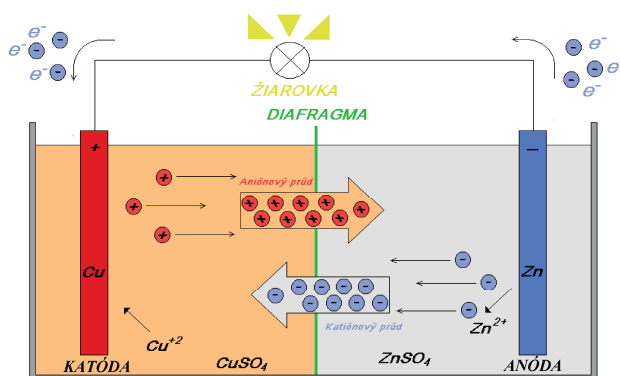 e⁻
e⁻
e⁻
e⁻
e
e⁻
ŽIAROVKA
DIAFRAGMA
+
−
Aniónový prúd
Katiónový prúd
Cu
Zn
Cu⁺²
Zn²⁺
CuSO₄
ZnSO₄
KATÓDA
ANÓDA